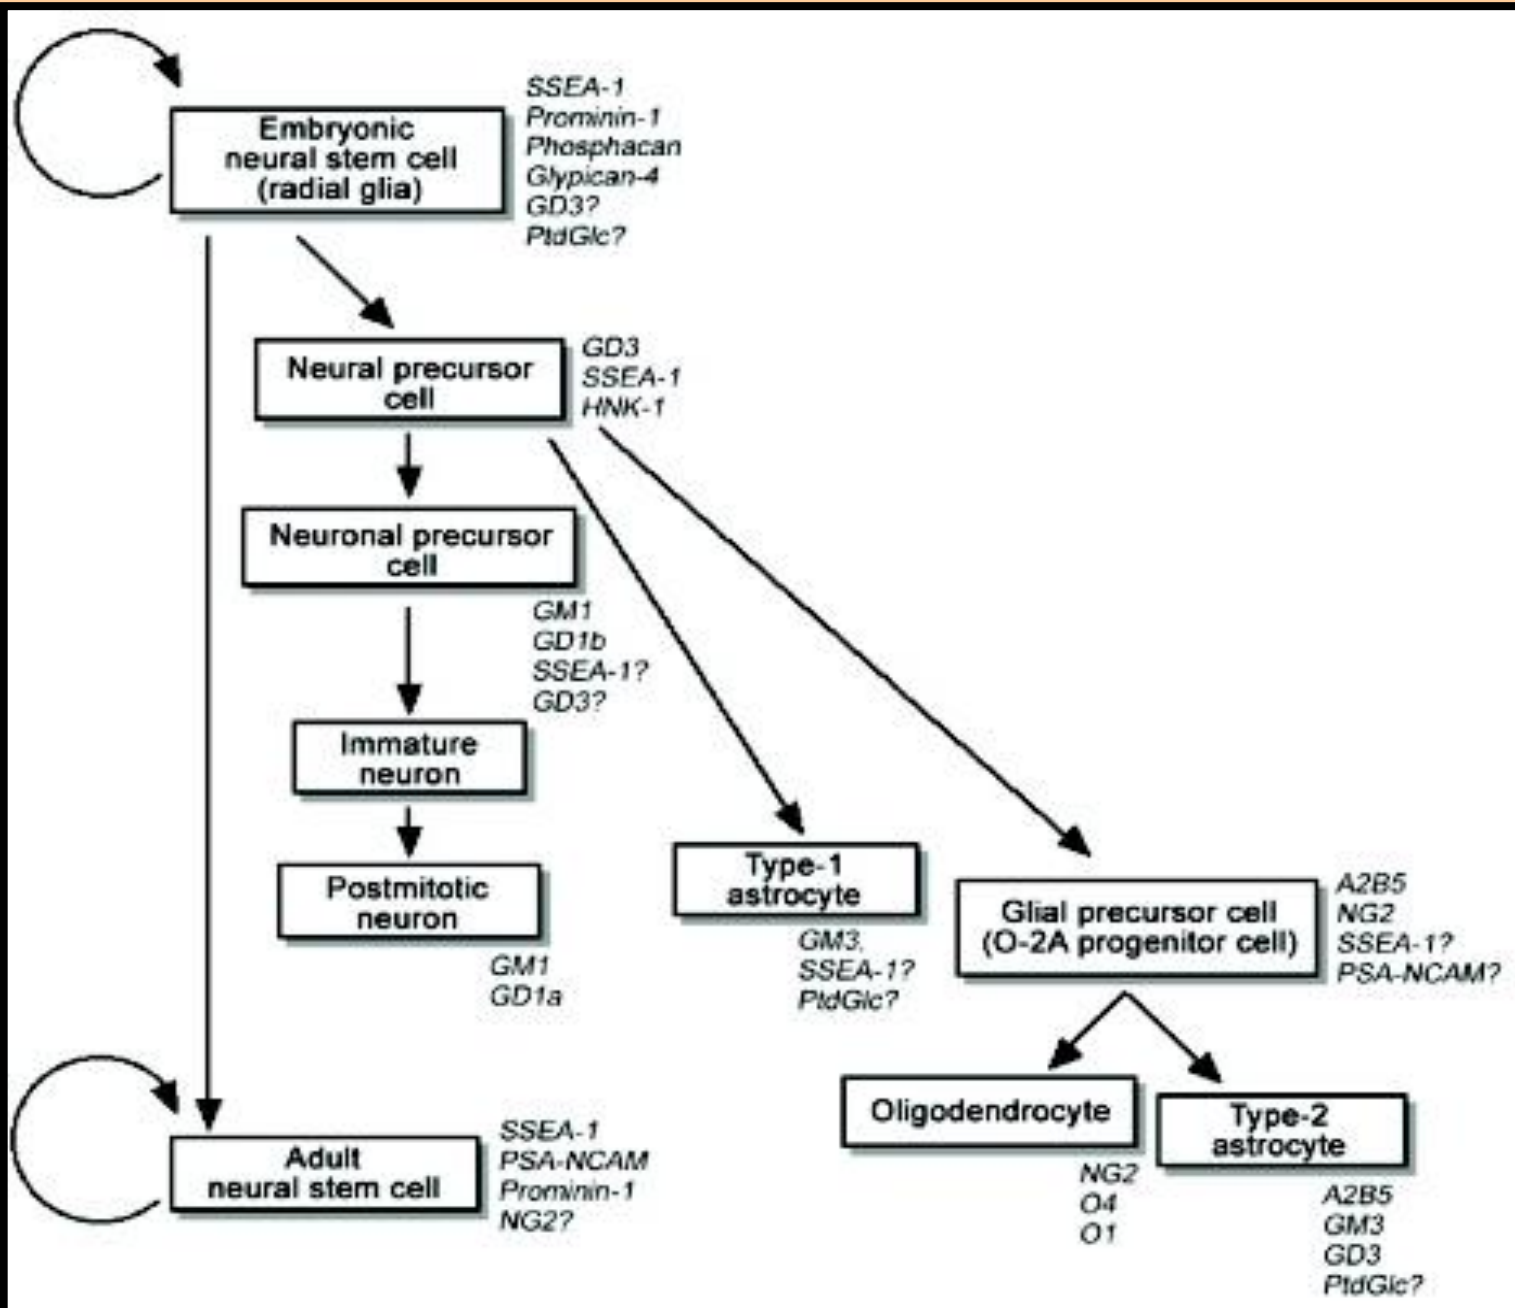 Embryonic
neural stem cell
(radial glia)
SSEA-1
Prominin-1
Phosphacan
Glypican-4
GD3?
PtdGlc?
Neural precursor
cell
GD3
SSEA-1
HNK-1
Neuronal precursor
cell
GM1
GD1b
SSEA-1?
GD3?
Immature
neuron
Postmitotic
neuron
GM1
GD1a
Type-1
astrocyte
GM3,
SSEA-1?
PtdGlc?
Glial precursor cell
(O-2A progenitor cell)
A2B5
NG2
SSEA-1?
PSA-NCAM?
Oligodendrocyte
NG2
O4
O1
Type-2
astrocyte
A2B5
GM3
GD3
PtdGlc?
Adult
neural stem cell
SSEA-1
PSA-NCAM
Prominin-1
NG2?